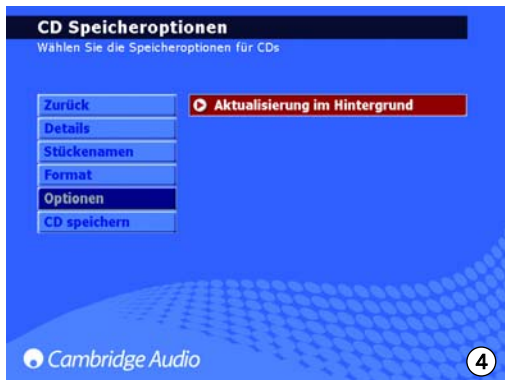 CD Speicheroptionen
Wählen Sie die Speicheroptionen für CDs
Zurück
Aktualisierung im Hintergrund
Details
Stückenamen
Format
Optionen
CD speichern
Cambridge Audio
4